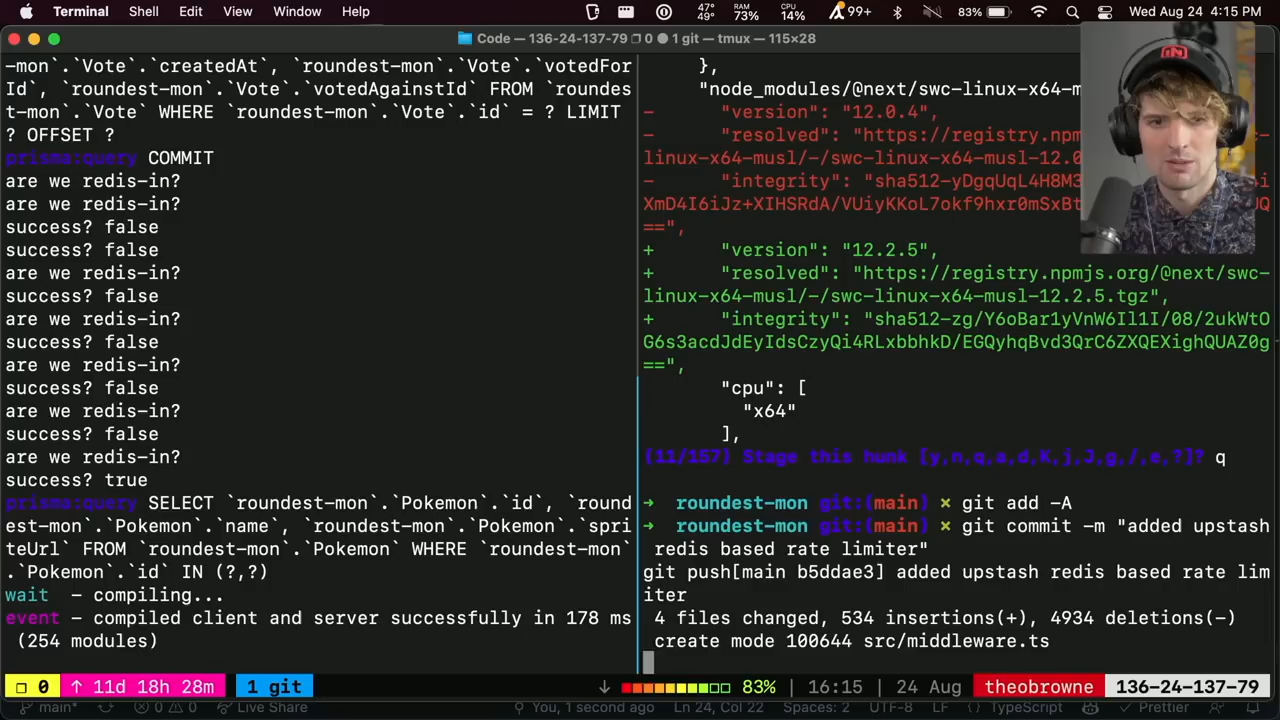 Terminal Shell Edit View Window Help 47° 49° RAM 73% CPU 14% 99+ 83% Wed Aug 24 4:15 PM
Code — 136-24-137-79 ❐ 0 ● 1 git — tmux — 115×28
-mon`.`Vote`.`createdAt`, `roundest-mon`.`Vote`.`votedFor
Id`, `roundest-mon`.`Vote`.`votedAgainstId` FROM `roundes
t-mon`.`Vote` WHERE `roundest-mon`.`Vote`.`id` = ? LIMIT
? OFFSET ?
prisma:query COMMIT
are we redis-in?
are we redis-in?
success? false
success? false
are we redis-in?
success? false
are we redis-in?
success? false
are we redis-in?
success? false
are we redis-in?
success? false
are we redis-in?
success? true
prisma:query SELECT `roundest-mon`.`Pokemon`.`id`, `round
est-mon`.`Pokemon`.`name`, `roundest-mon`.`Pokemon`.`spri
teUrl` FROM `roundest-mon`.`Pokemon` WHERE `roundest-mon`
.`Pokemon`.`id` IN (?,?)
wait  - compiling...
event - compiled client and server successfully in 178 ms
 (254 modules)
},
"node_modules/@next/swc-linux-x64-m
- "version": "12.0.4",
- "resolved": "https://registry.npm
linux-x64-musl/-/swc-linux-x64-musl-12.0
- "integrity": "sha512-yDgqUqL4H8M3
XmD4I6iJz+XIHSRdA/VUiyKKoL7okf9hxr0mSxBt
==",
+ "version": "12.2.5",
+ "resolved": "https://registry.npmjs.org/@next/swc-
linux-x64-musl/-/swc-linux-x64-musl-12.2.5.tgz",
+ "integrity": "sha512-zg/Y6oBar1yVnW6Il1I/08/2ukWtO
G6s3acdJdEyIdsCzyQi4RLxbbhkD/EGQyhqBvd3QrC6ZXQEXighQUAZ0g
==",
"cpu": [
"x64"
],
(11/157) Stage this hunk [y,n,q,a,d,K,j,J,g,/,e,?]? q
➜  roundest-mon git:(main) × git add -A
➜  roundest-mon git:(main) × git commit -m "added upstash
 redis based rate limiter"
git push[main b5ddae3] added upstash redis based rate lim
iter
 4 files changed, 534 insertions(+), 4934 deletions(-)
 create mode 100644 src/middleware.ts
❐ 0 ↑ 11d 18h 28m 1 git ↓ 83% | 16:15 | 24 Aug theobrowne 136-24-137-79
main* 0 0 Live Share You, 1 second ago Ln 24, Col 22 Spaces: 2 UTF-8 LF TypeScript Prettier